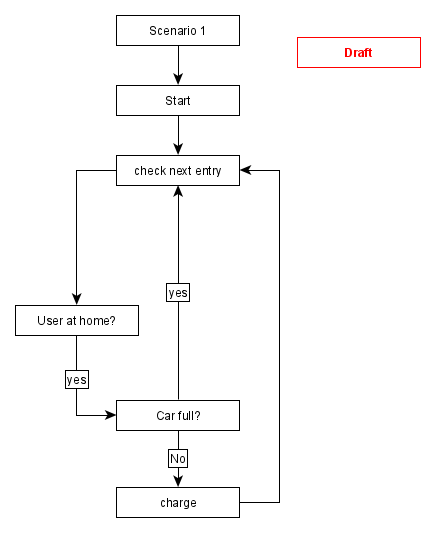 Scenario 1
Draft
Start
check next entry
yes
User at home?
yes
Car full?
No
charge